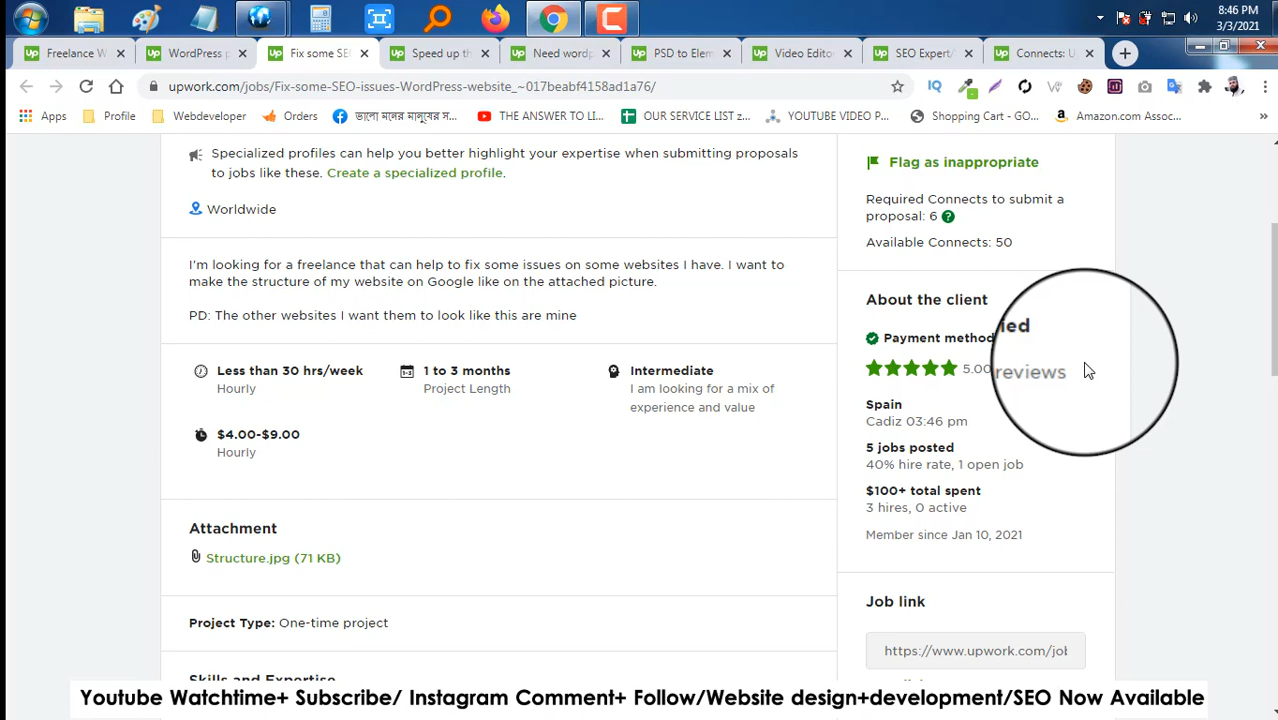 8:46 PM
3/3/2021
Freelance W
WordPress p
Fix some SE
Speed up th
New wordp
PSD to Elem
Video Edito
SEO Expert/
Connects: U
upwork.com/jobs/Fix-some-SEO-issues-WordPress-website_~017beabf4158ad1a76/
Apps
Profile
Webdeveloper
Orders
ভালো মনের মানুষের স...
THE ANSWER TO LI...
OUR SERVICE LIST z...
YOUTUBE VIDEO P...
Shopping Cart - GO...
Amazon.com Assoc...
Specialized profiles can help you better highlight your expertise when submitting proposals
to jobs like these. Create a specialized profile.
Worldwide
I'm looking for a freelance that can help to fix some issues on some websites I have. I want to
make the structure of my website on Google like on the attached picture.
PD: The other websites I want them to look like this are mine
Less than 30 hrs/week
Hourly
1 to 3 months
Project Length
Intermediate
I am looking for a mix of
experience and value
$4.00-$9.00
Hourly
Attachment
Structure.jpg (71 KB)
Project Type: One-time project
Skills and Expertise
Flag as inappropriate
Required Connects to submit a
proposal: 6
Available Connects: 50
About the client
Payment method ied
5.00 reviews
Spain
Cadiz 03:46 pm
5 jobs posted
40% hire rate, 1 open job
$100+ total spent
3 hires, 0 active
Member since Jan 10, 2021
Job link
https://www.upwork.com/jol
Youtube Watchtime+ Subscribe/ Instagram Comment+ Follow/Website design+development/SEO Now Available